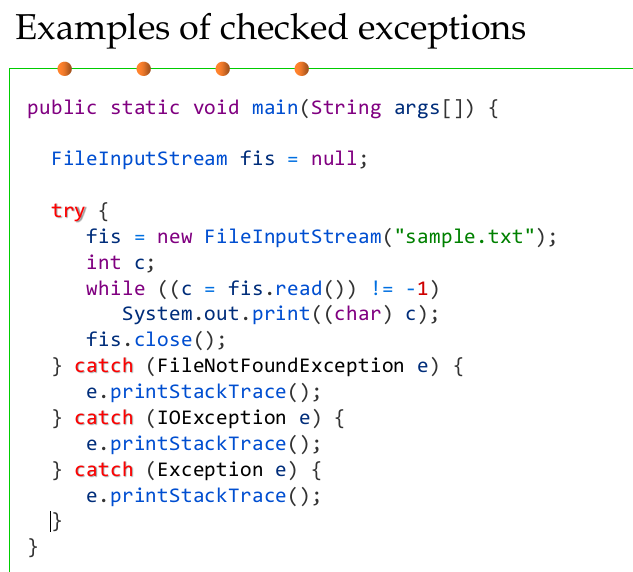 Examples of checked exceptions
public static void main(String args[]) {
FileInputStream fis = null;
try {
fis = new FileInputStream("sample.txt");
int c;
while ((c = fis.read()) != -1)
System.out.print((char) c);
fis.close();
} catch (FileNotFoundException e) {
e.printStackTrace();
} catch (IOException e) {
e.printStackTrace();
} catch (Exception e) {
e.printStackTrace();
}
}